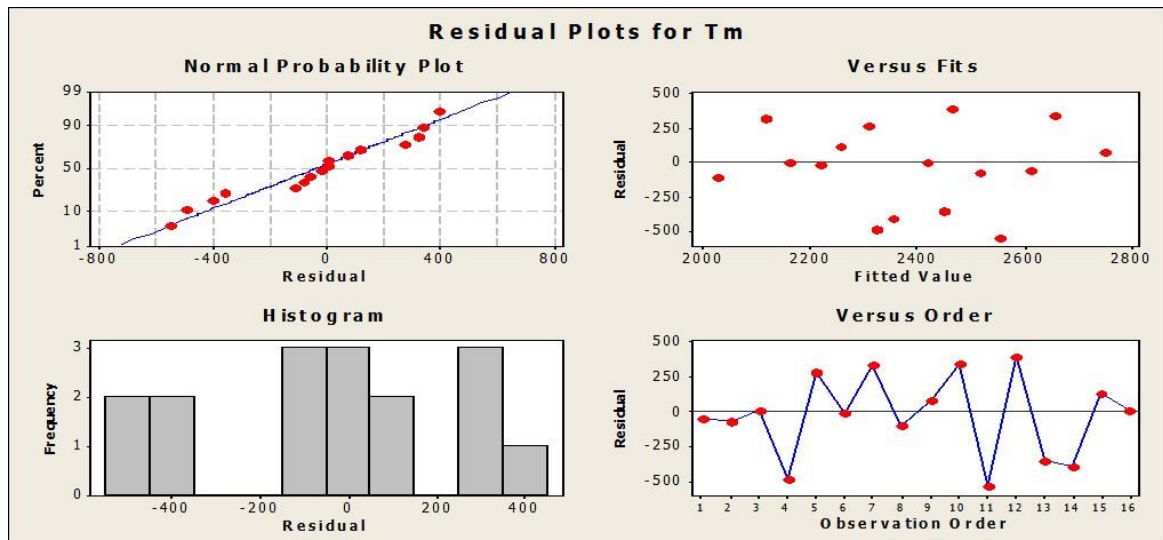 Residual Plots for Tm
Normal Probability Plot
Percent
99
90
50
10
1
-800 -400 0 400 800
Residual
Versus Fits
Residual
500
250
0
-250
-500
2000 2200 2400 2600 2800
Fitted Value
Histogram
Frequency
3
2
1
0
-400 -200 0 200 400
Residual
Versus Order
Residual
500
250
0
-250
-500
1 2 3 4 5 6 7 8 9 10 11 12 13 14 15 16
Observation Order